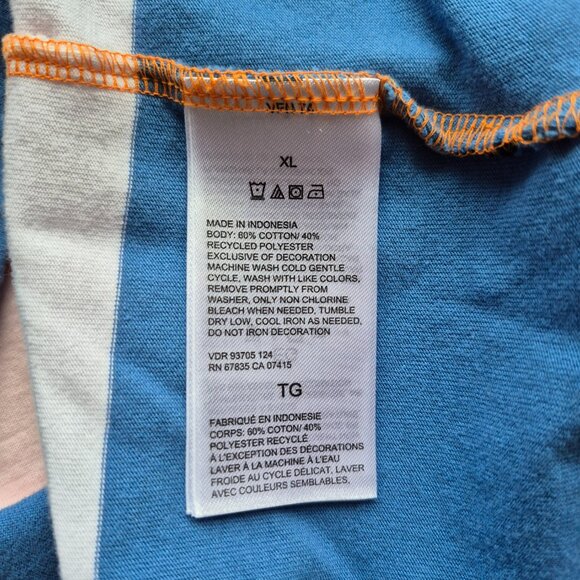 XL
MADE IN INDONESIA
BODY: 60% COTTON/ 40%
RECYCLED POLYESTER
EXCLUSIVE OF DECORATION
MACHINE WASH COLD GENTLE
CYCLE, WASH WITH LIKE COLORS,
REMOVE PROMPTLY FROM
WASHER, ONLY NON CHLORINE
BLEACH WHEN NEEDED, TUMBLE
DRY LOW, COOL IRON AS NEEDED,
DO NOT IRON DECORATION
VDR 93705 124
RN 67835 CA 07415
TG
FABRIQUÉ EN INDONESIE
CORPS: 60% COTON/ 40%
POLYESTER RECYCLÉ
À L'EXCEPTION DES DÉCORATIONS
LAVER À LA MACHINE À L'EAU
FROIDE AU CYCLE DÉLICAT, LAVER
AVEC COULEURS SEMBLABLES,